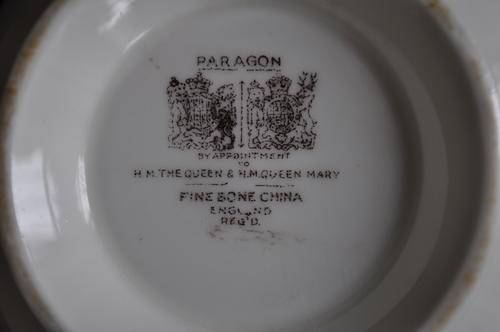 PARAGON
BY APPOINTMENT
TO
H.M. THE QUEEN & H.M. QUEEN MARY
FINE BONE CHINA
ENGLAND
REG'D.